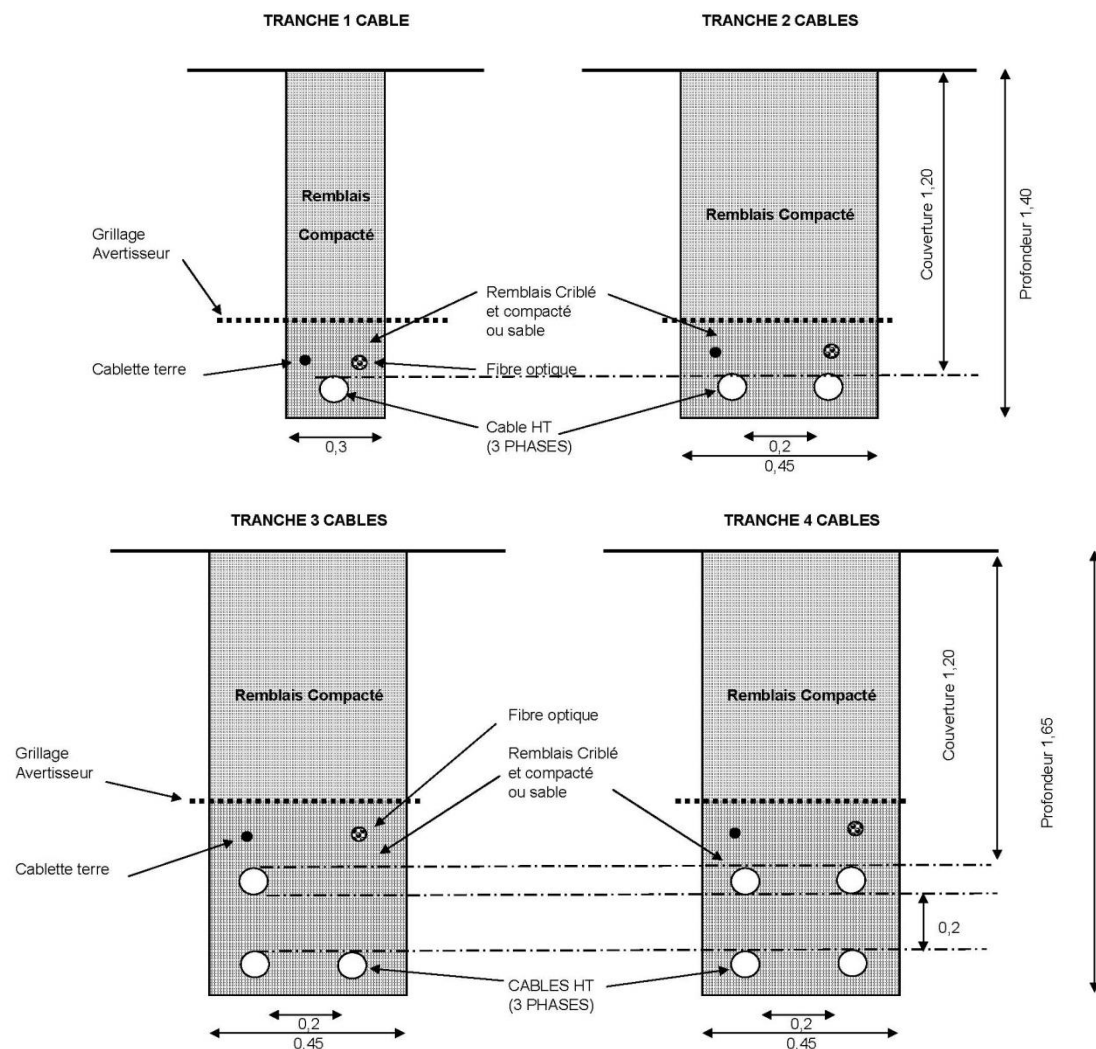 TRANCHE 1 CABLE
TRANCHE 2 CABLES
Remblais
Compacté
Remblais Compacté
Couverture 1,20
Profondeur 1,40
Grillage
Avertisseur
Remblais Criblé
et compacté
ou sable
Cablette terre
Fibre optique
Cable HT
(3 PHASES)
0,3
0,2
0,45
TRANCHE 3 CABLES
TRANCHE 4 CABLES
Remblais Compacté
Remblais Compacté
Couverture 1,20
Profondeur 1,65
Fibre optique
Grillage
Avertisseur
Remblais Criblé
et compacté
ou sable
Cablette terre
0,2
CABLES HT
(3 PHASES)
0,2
0,45
0,2
0,45